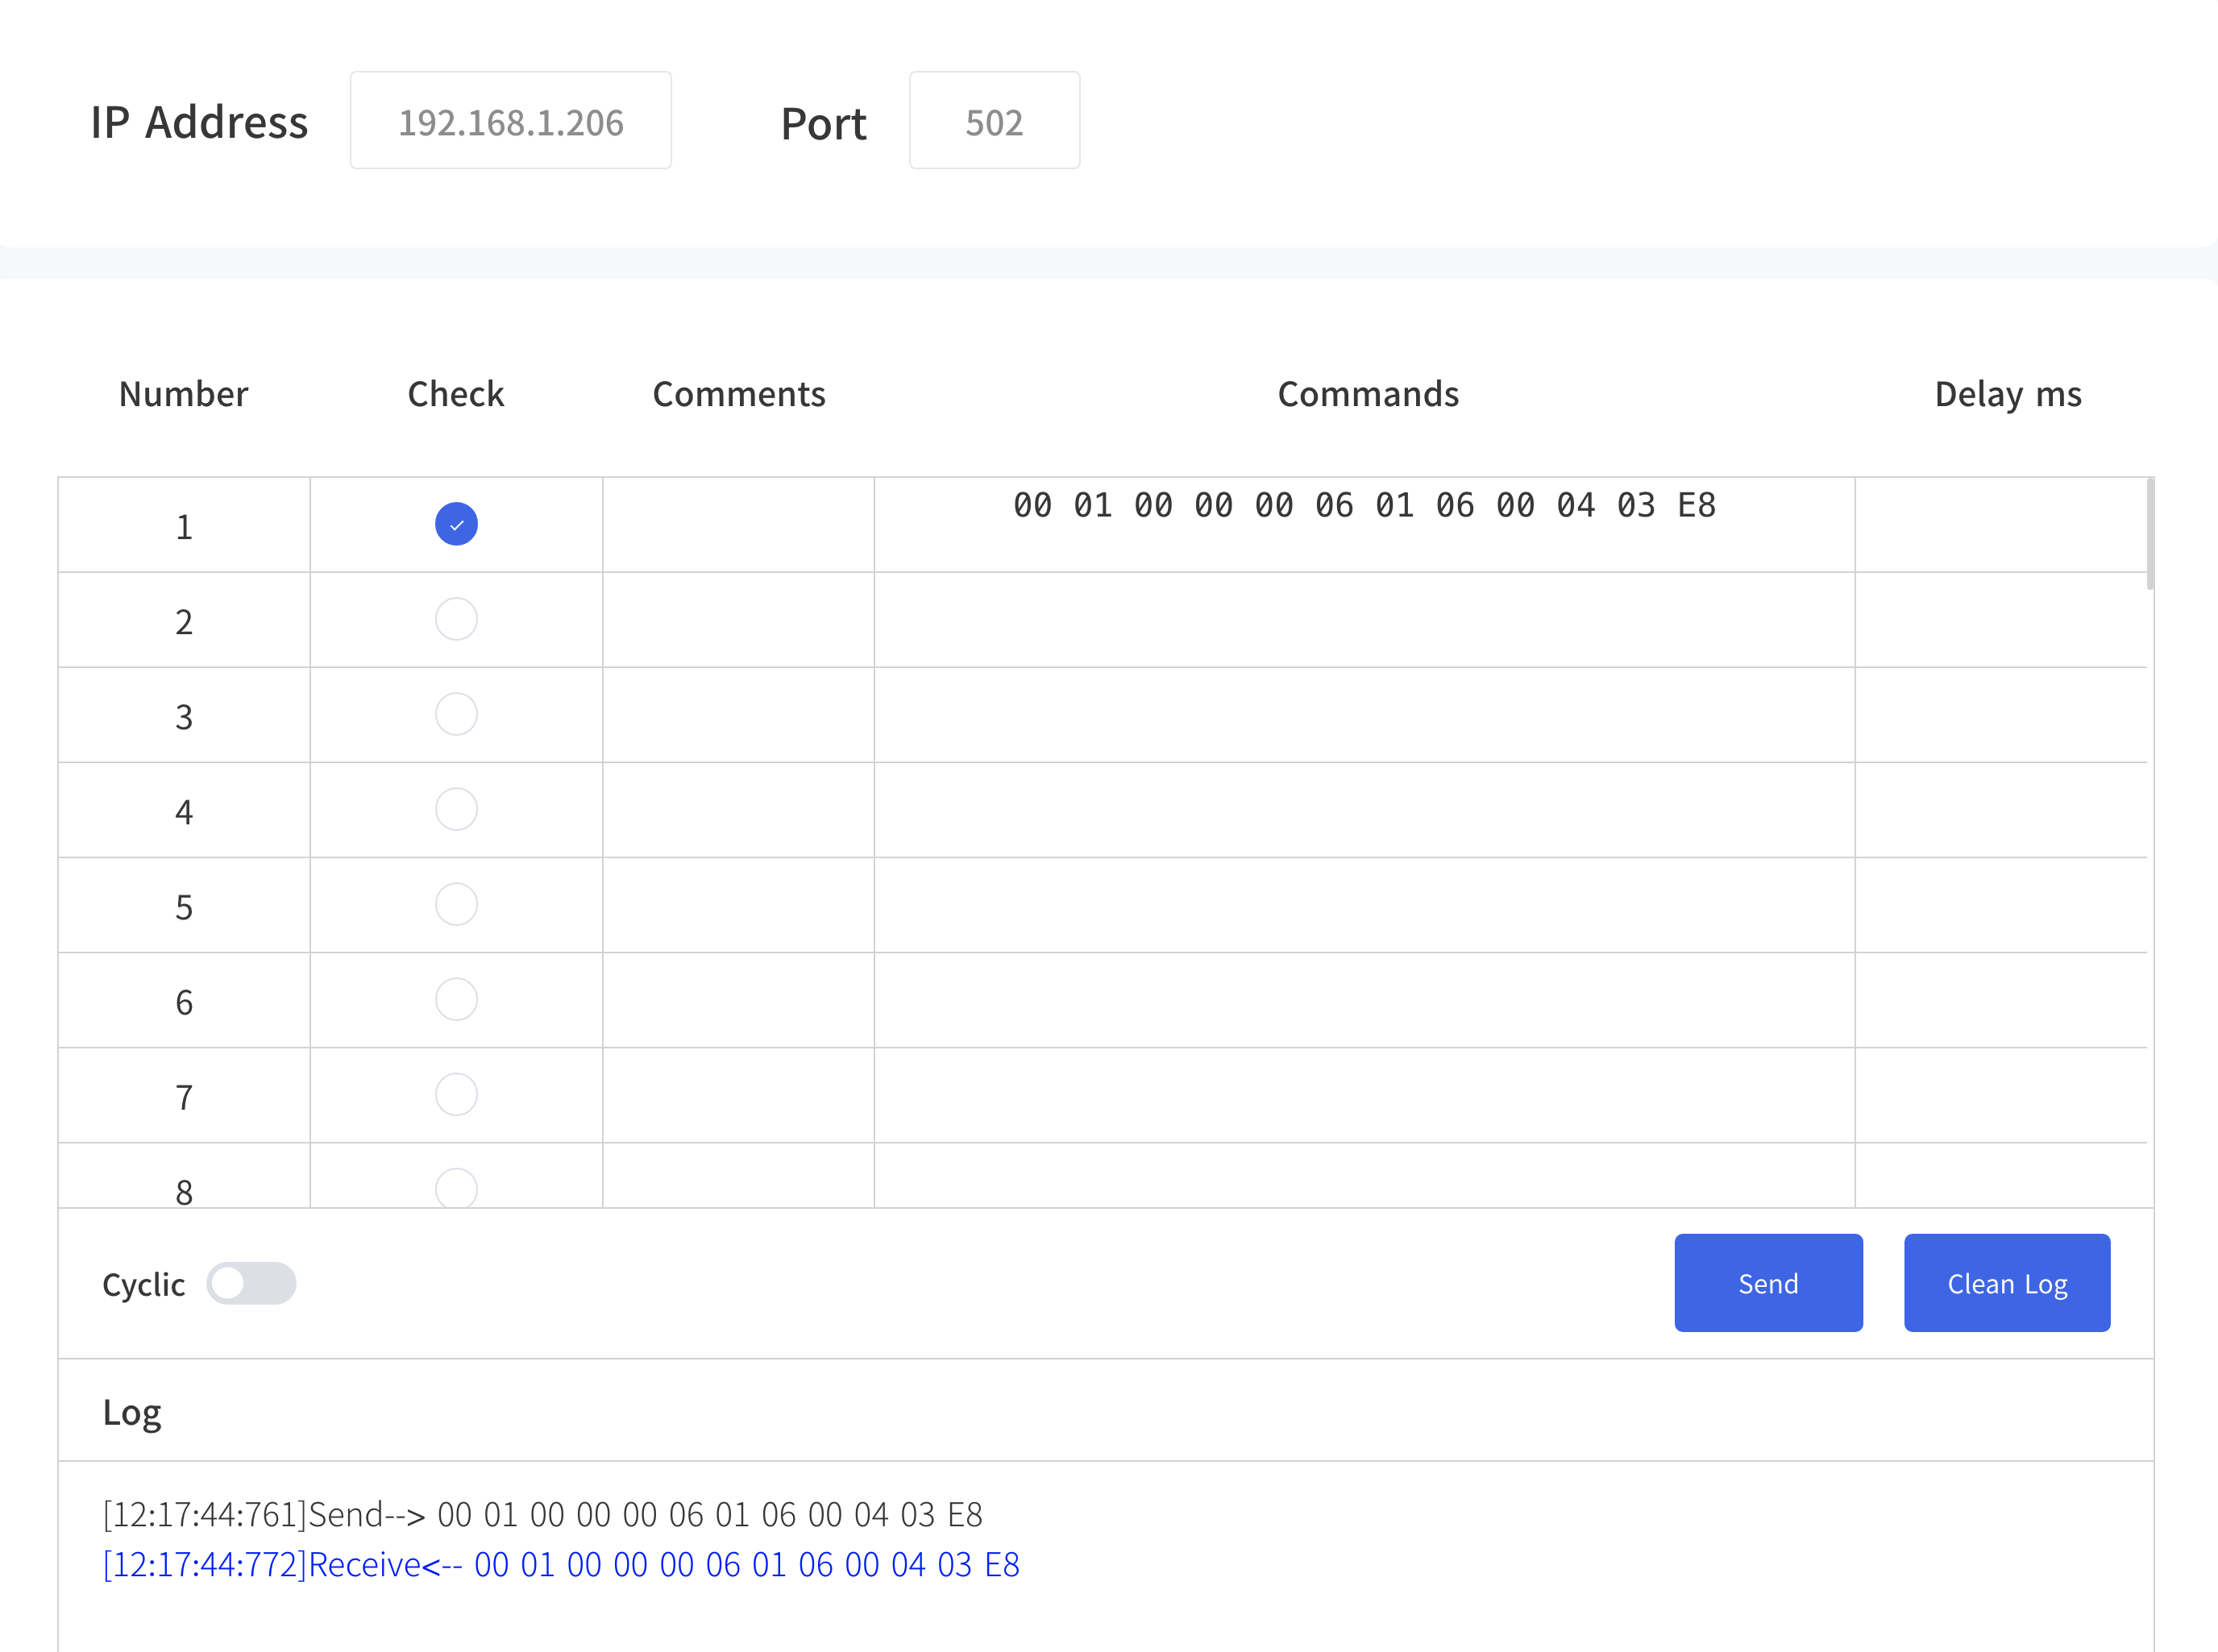 IP Address 192.168.1.206 Port 502
Number Check Comments Commands Delay ms
1 00 01 00 00 00 06 01 06 00 04 03 E8
2
3
4
5
6
7
8
Cyclic Send Clean Log
Log
[12:17:44:761]Send--> 00 01 00 00 00 06 01 06 00 04 03 E8
[12:17:44:772]Receive<-- 00 01 00 00 00 06 01 06 00 04 03 E8